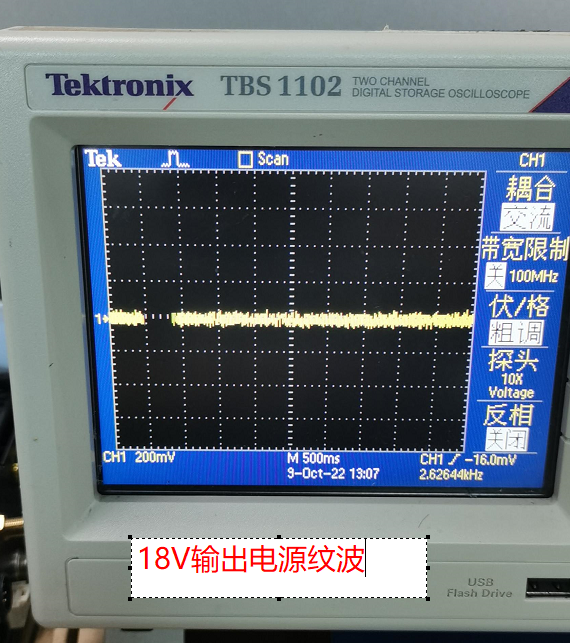 Tektronix TBS 1102 TWO CHANNEL
DIGITAL STORAGE OSCILLOSCOPE
Tek Scan CH1
耦合
交流
带宽限制
关 100MHz
伏/格
粗调
1+
探头
10X
Voltage
反相
关闭
CH1 200mV M 500ms CH1 -16.0mV
9-Oct-22 13:07 2.62644kHz
18V输出电源纹波
USB
Flash Drive